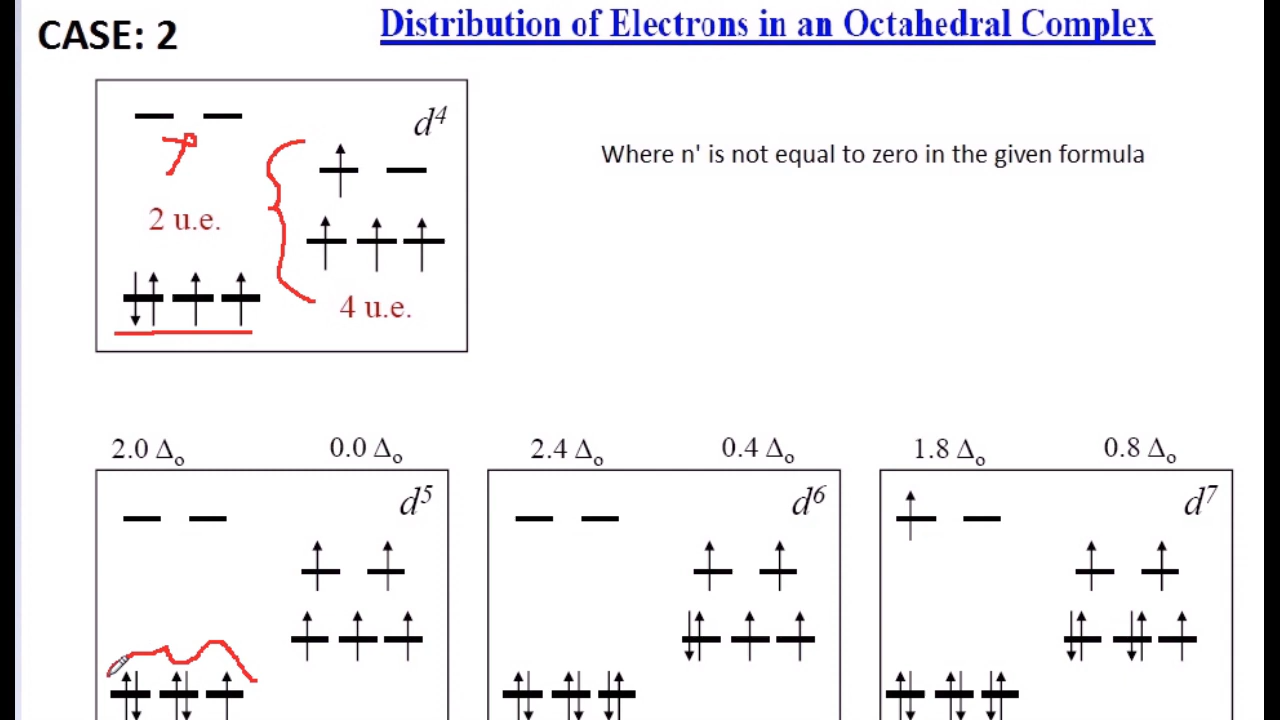 CASE: 2
Distribution of Electrons in an Octahedral Complex
d⁴
Where n' is not equal to zero in the given formula
2 u.e.
4 u.e.
2.0 Δₒ 0.0 Δₒ 2.4 Δₒ 0.4 Δₒ 1.8 Δₒ 0.8 Δₒ
d⁵ d⁶ d⁷